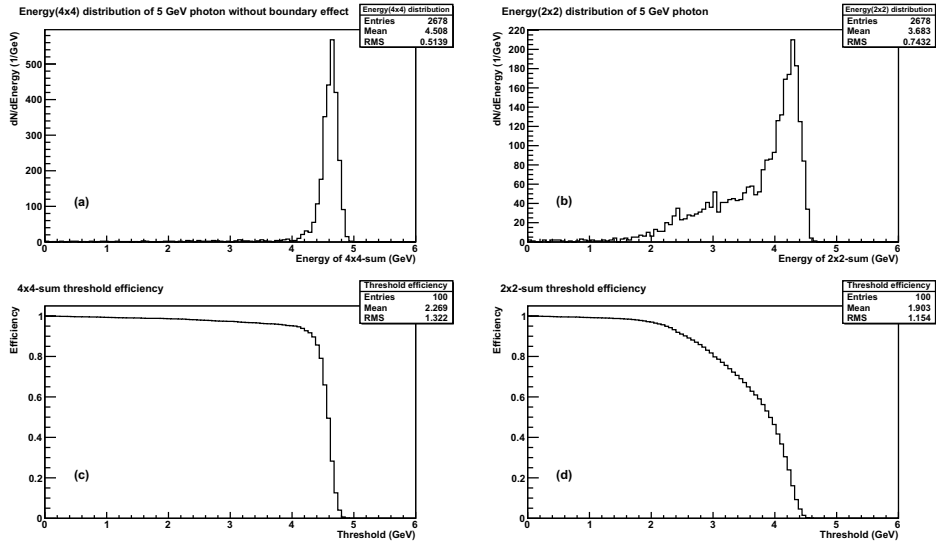 Energy(4x4) distribution of 5 GeV photon without boundary effect
Energy(4x4) distribution
Entries 2678
Mean 4.508
RMS 0.5139
dN/dEnergy (1/GeV)
500
400
300
200
100
0
(a)
0 1 2 3 4 5 6
Energy of 4x4-sum (GeV)
Energy(2x2) distribution of 5 GeV photon
Energy(2x2) distribution
Entries 2678
Mean 3.683
RMS 0.7432
dN/dEnergy (1/GeV)
220
200
180
160
140
120
100
80
60
40
20
0
(b)
0 1 2 3 4 5 6
Energy of 2x2-sum (GeV)
4x4-sum threshold efficiency
Threshold efficiency
Entries 100
Mean 2.269
RMS 1.322
Efficiency
1
0.8
0.6
0.4
0.2
0
(c)
0 1 2 3 4 5 6
Threshold (GeV)
2x2-sum threshold efficiency
Threshold efficiency
Entries 100
Mean 1.903
RMS 1.154
Efficiency
1
0.8
0.6
0.4
0.2
0
(d)
0 1 2 3 4 5 6
Threshold (GeV)